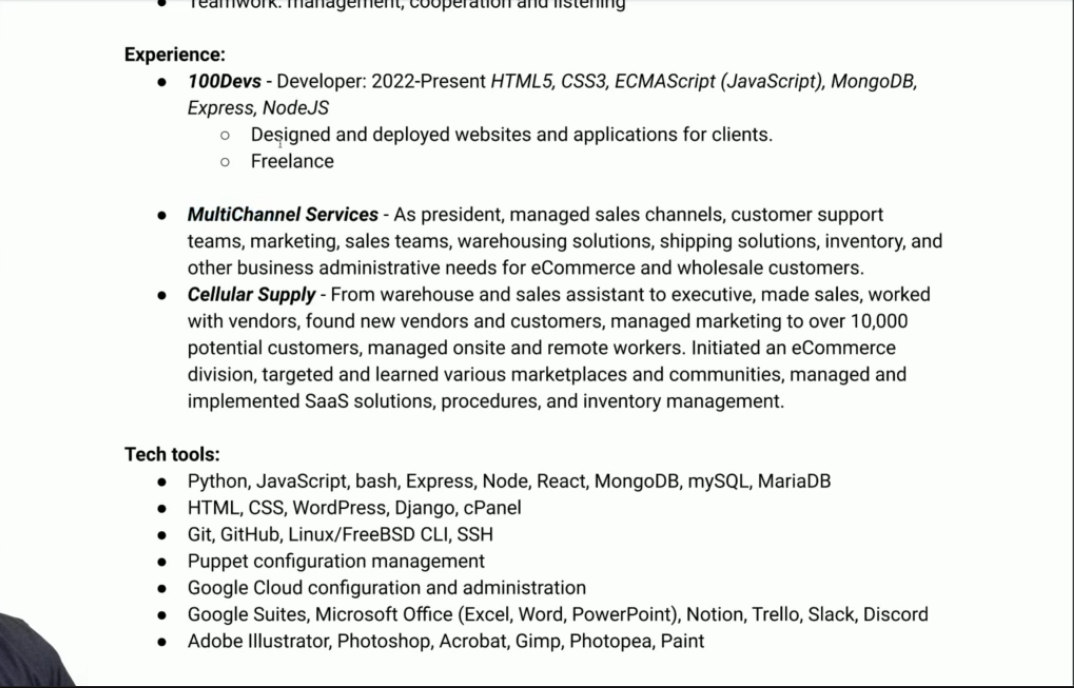 Teamwork: management, cooperation and listening
Experience:
● 100Devs - Developer: 2022-Present HTML5, CSS3, ECMAScript (JavaScript), MongoDB,
Express, NodeJS
○ Designed and deployed websites and applications for clients.
○ Freelance
● MultiChannel Services - As president, managed sales channels, customer support
teams, marketing, sales teams, warehousing solutions, shipping solutions, inventory, and
other business administrative needs for eCommerce and wholesale customers.
● Cellular Supply - From warehouse and sales assistant to executive, made sales, worked
with vendors, found new vendors and customers, managed marketing to over 10,000
potential customers, managed onsite and remote workers. Initiated an eCommerce
division, targeted and learned various marketplaces and communities, managed and
implemented SaaS solutions, procedures, and inventory management.
Tech tools:
● Python, JavaScript, bash, Express, Node, React, MongoDB, mySQL, MariaDB
● HTML, CSS, WordPress, Django, cPanel
● Git, GitHub, Linux/FreeBSD CLI, SSH
● Puppet configuration management
● Google Cloud configuration and administration
● Google Suites, Microsoft Office (Excel, Word, PowerPoint), Notion, Trello, Slack, Discord
● Adobe Illustrator, Photoshop, Acrobat, Gimp, Photopea, Paint